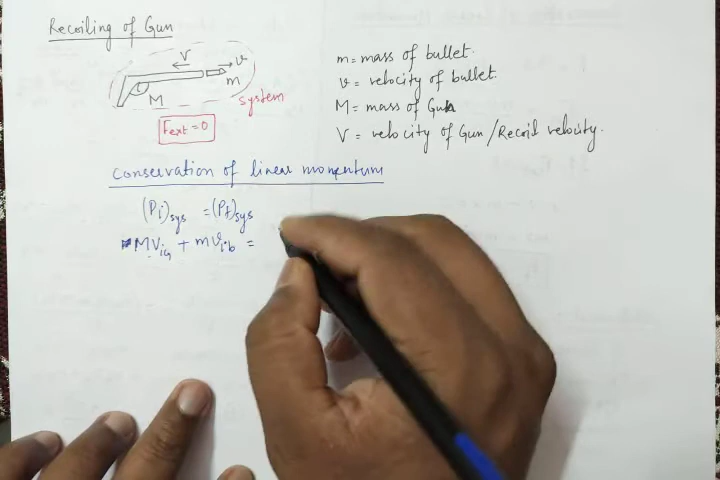 Recoiling of Gun
V v
m
M
system
Fext = 0
m = mass of bullet.
v = velocity of bullet.
M = mass of Gun
V = velocity of Gun / Recoil velocity.
Conservation of linear momentum
(Pi)sys = (Pf)sys
MViG + mvib =